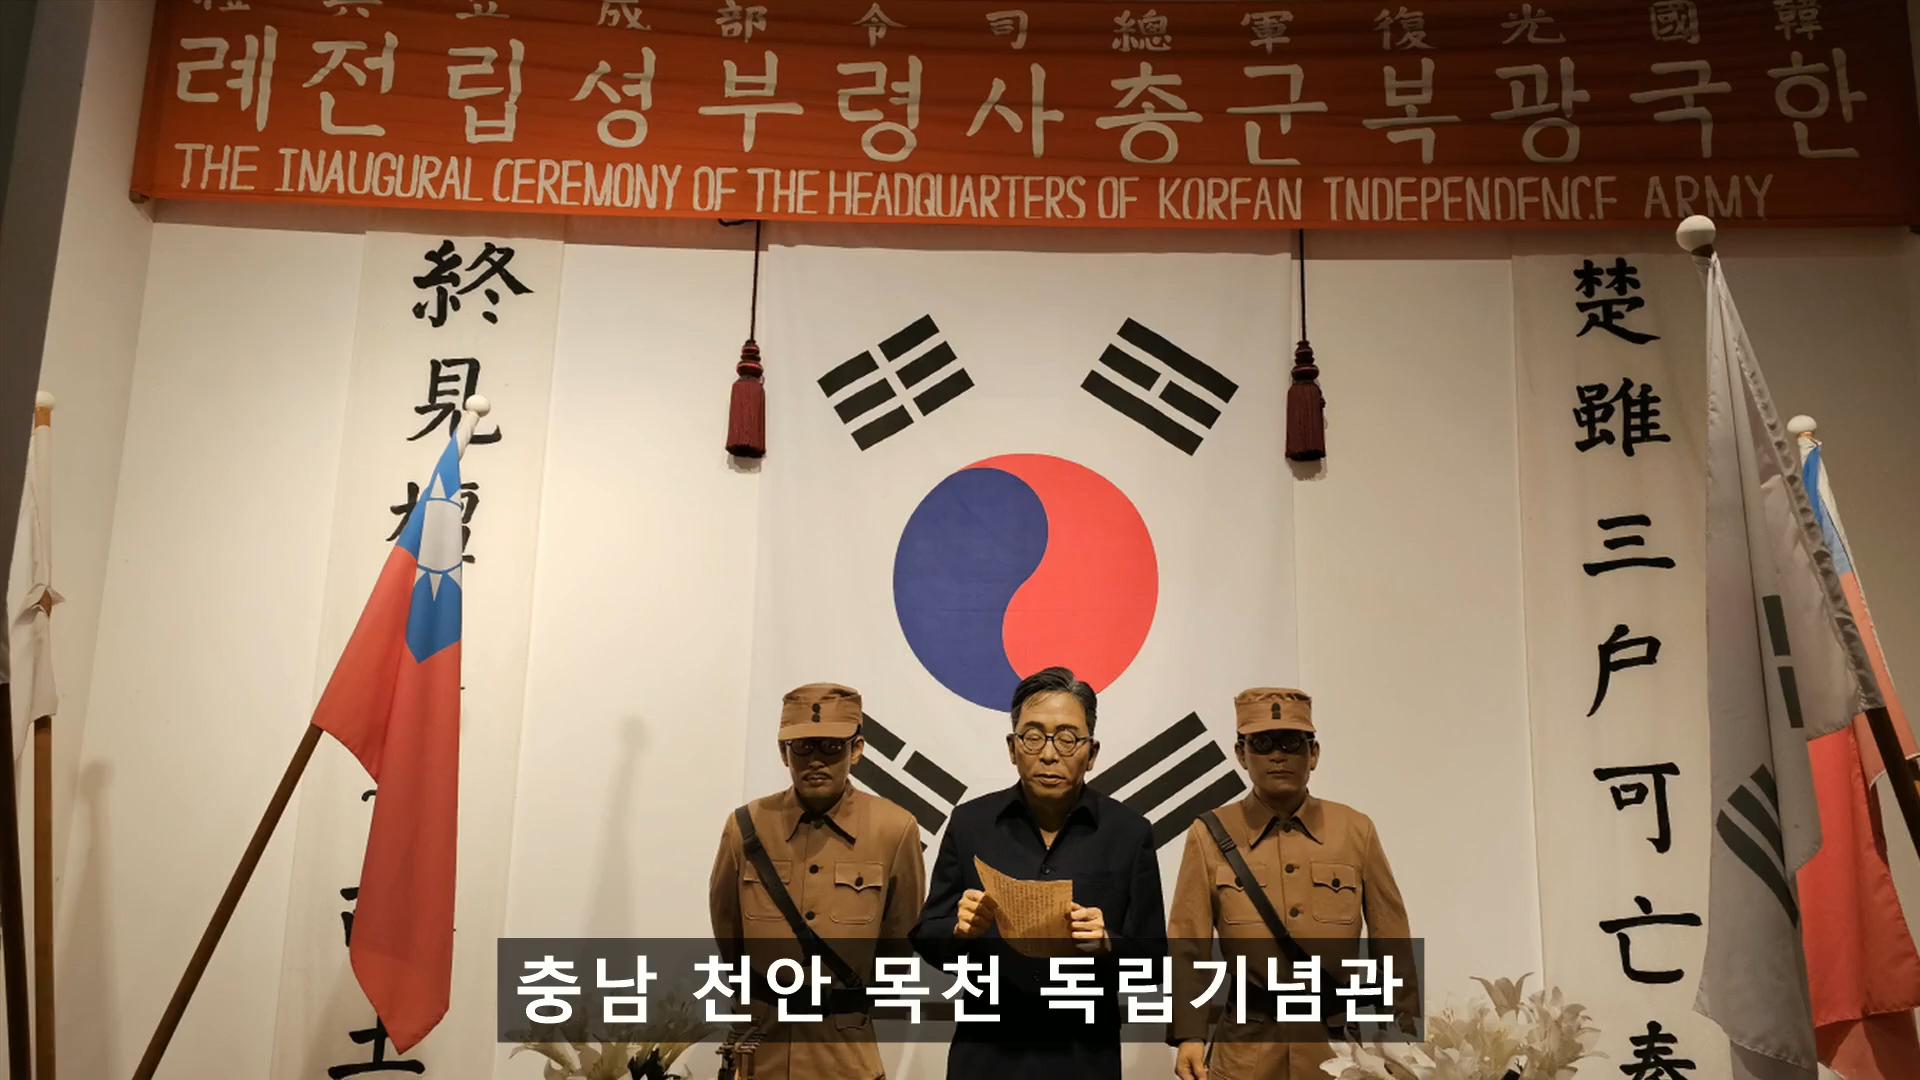 韓國光復軍總司令部成立典禮
한국광복군총사령부성립전례
THE INAUGURAL CEREMONY OF THE HEADQUARTERS OF KOREAN INDEPENDENCE ARMY
楚雖三户可亡秦
終見
충남 천안 목천 독립기념관